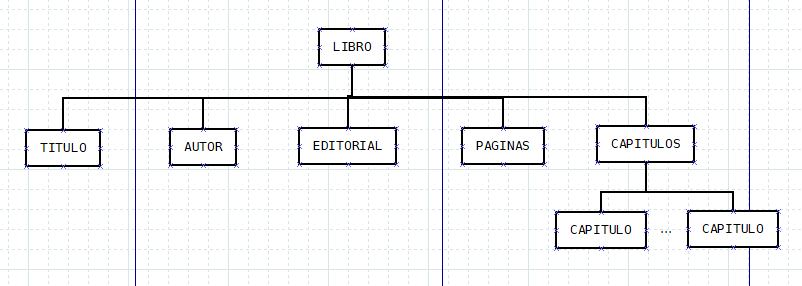 LIBRO
TITULO
AUTOR
EDITORIAL
PAGINAS
CAPITULOS
CAPITULO
...
CAPITULO